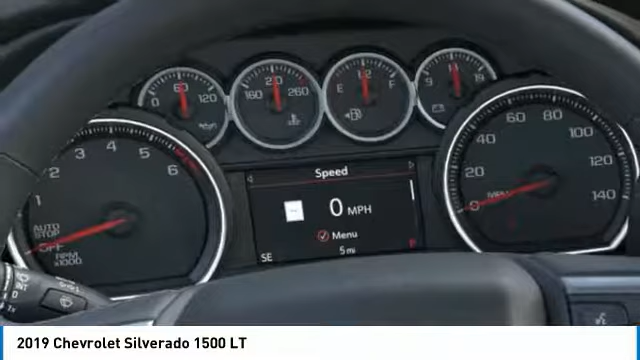 0 60 120
160 210 260
E 1/2 F
9 14 19
1 2 3 4 5 6
AUTO
STOP
OFF
RPM
x1000
Speed
0 MPH
Menu
5 mi
SE
P
0 20 40 60 80 100 120 140
MPH
2019 Chevrolet Silverado 1500 LT